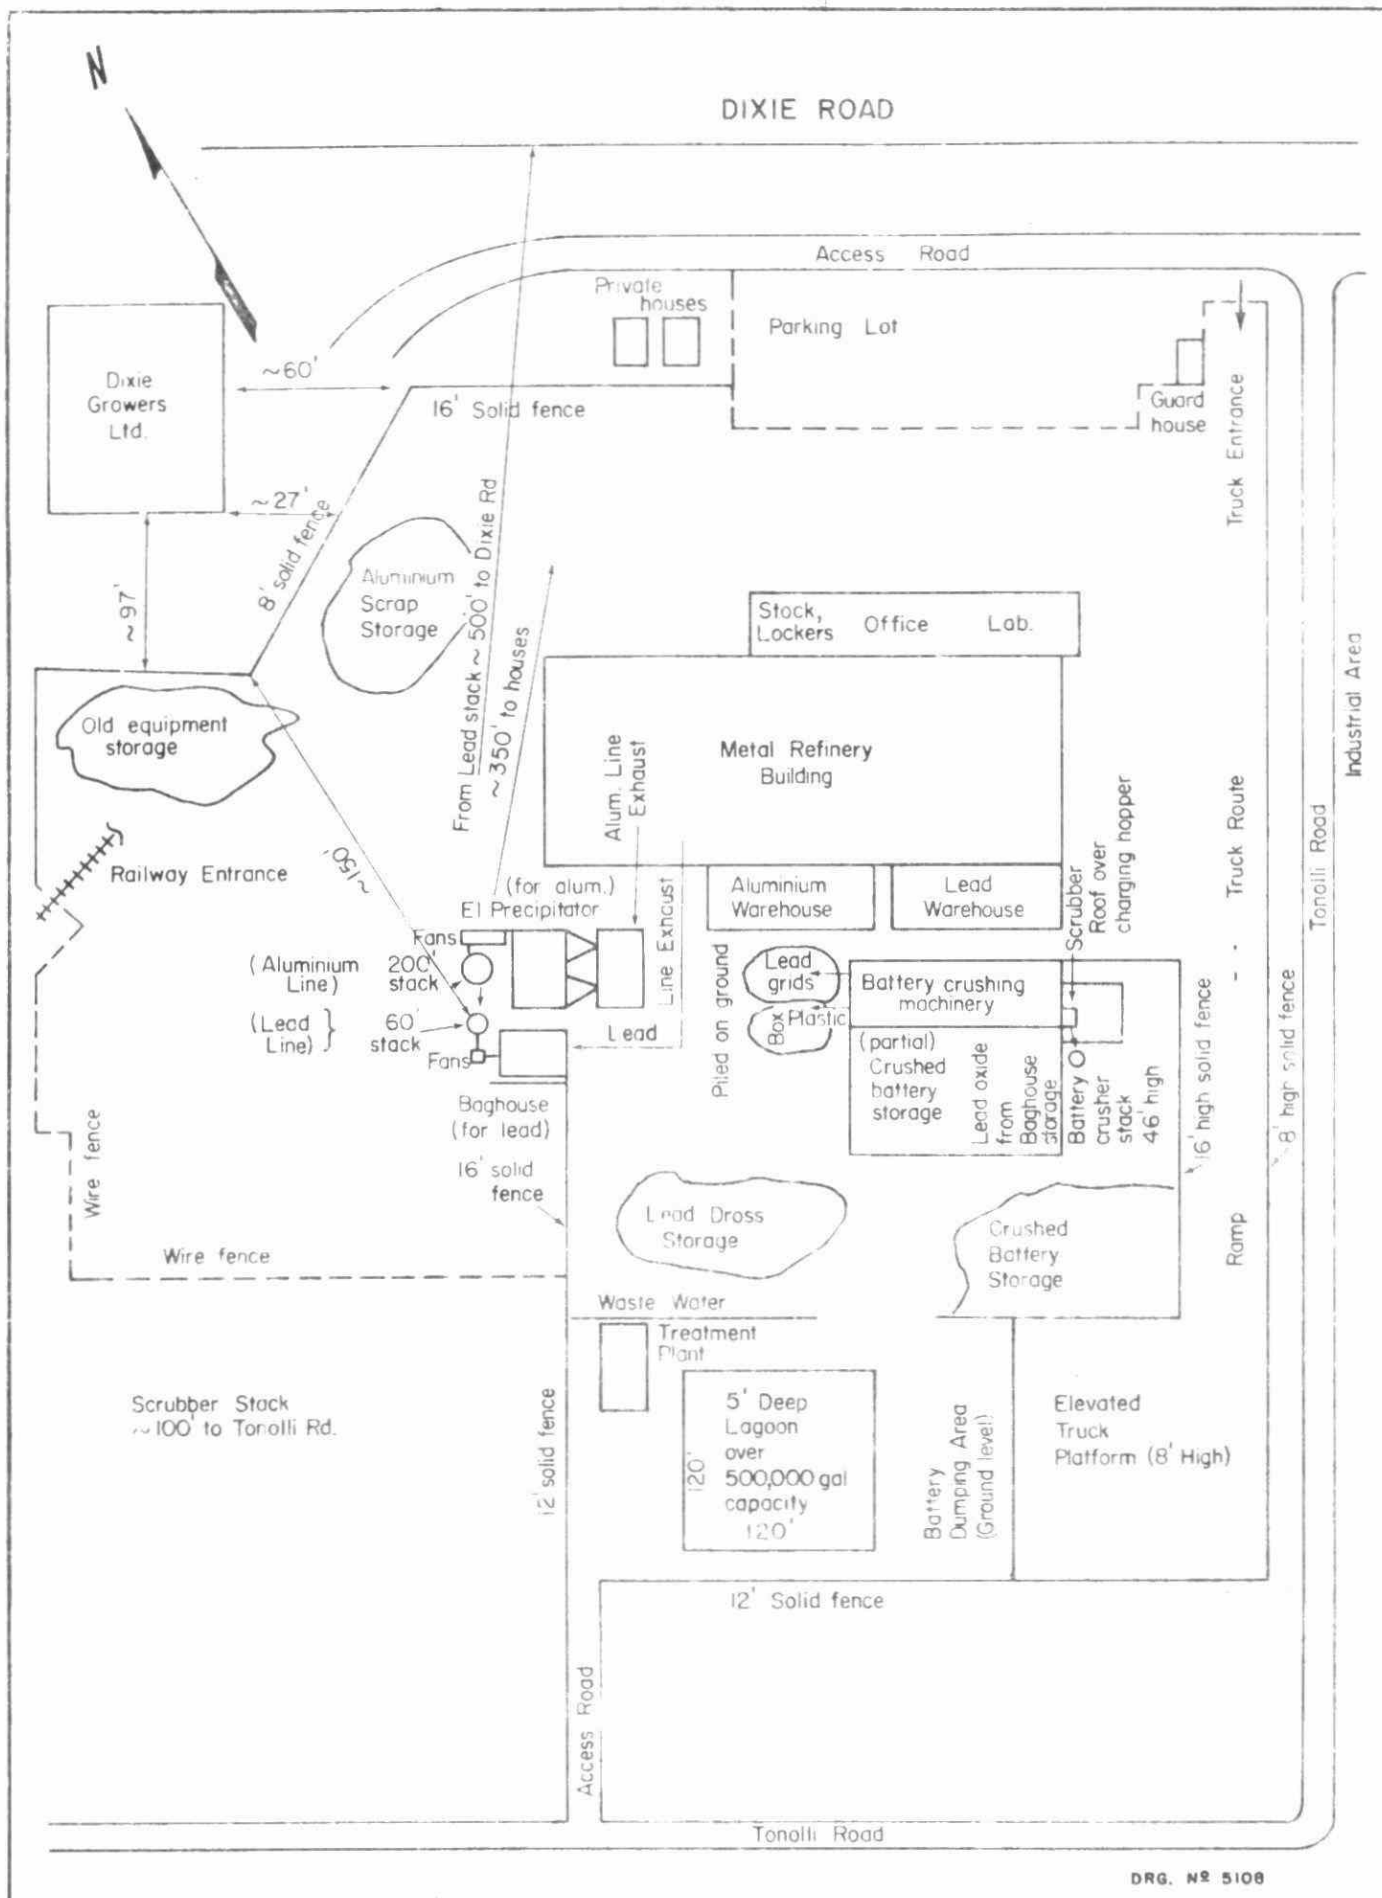 N
DIXIE ROAD
Access Road
Private
houses
Parking Lot
Guard
house
Truck Entrance
Dixie
Growers
Ltd.
~60'
16' Solid fence
~27'
8' solid fence
~97'
Aluminium
Scrap
Storage
From Lead stack ~500' to Dixie Rd
~350' to houses
Stock,
Lockers
Office
Lab.
Old equipment
storage
Metal Refinery
Building
Alum. Line
Exhaust
Industrial Area
Tonolli Road
Truck Route
~150'
Railway Entrance
(for alum.)
El Precipitator
Aluminium
Warehouse
Lead
Warehouse
Scrubber
Roof over
charging hopper
Fans
(Aluminium
Line)
200'
stack
Line Exhaust
Lead
(Lead
Line)
60'
stack
Fans
Piled on ground
Lead
grids
Box
Plastic
Battery crushing
machinery
(partial)
Crushed
battery
storage
Lead oxide
from
Baghouse
storage
Battery
crusher
stack
46' high
16' high solid fence
8' high solid fence
Baghouse
(for lead)
16' solid
fence
Wire fence
Wire fence
Lead Dross
Storage
Crushed
Battery
Storage
Ramp
Waste Water
Treatment
Plant
Scrubber Stack
~100' to Tonolli Rd.
12' solid fence
5' Deep
Lagoon
over
500,000 gal
capacity
120'
120'
Battery
Dumping Area
(Ground level)
Elevated
Truck
Platform (8' High)
12' Solid fence
Access Road
Tonolli Road
DRG. Nº 5108